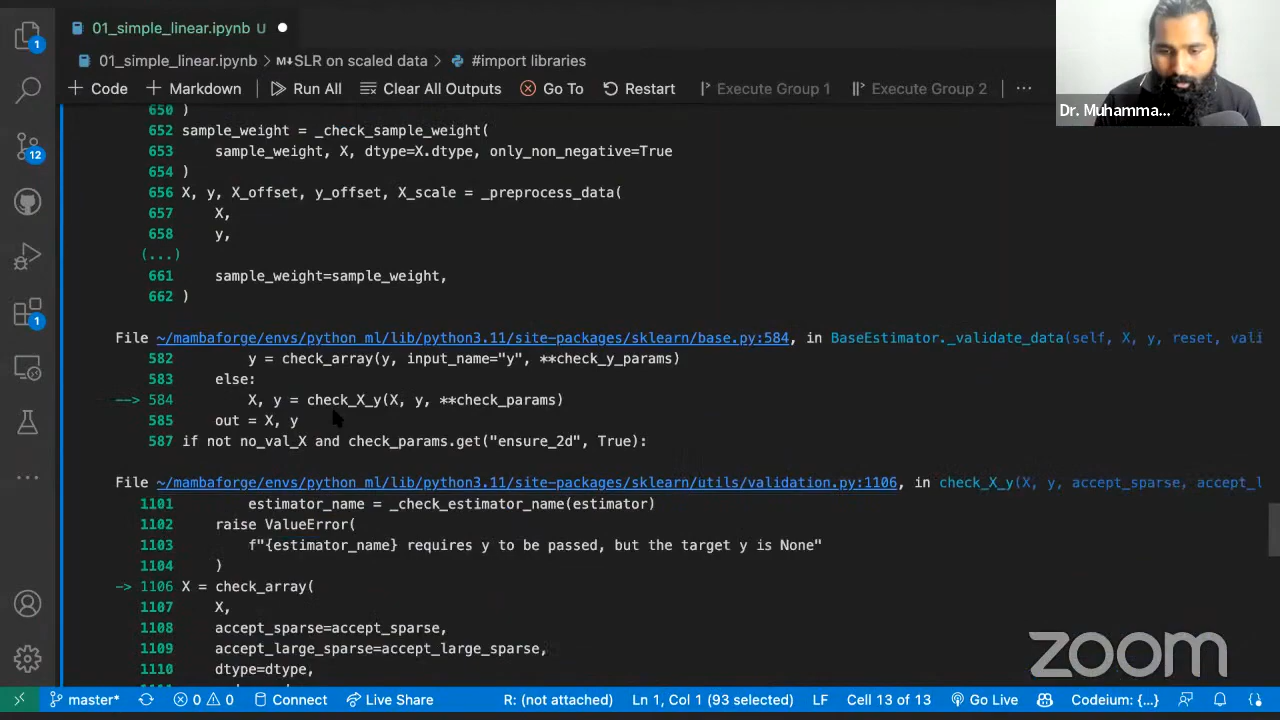 01_simple_linear.ipynb U
01_simple_linear.ipynb > M↓SLR on scaled data > #import libraries
+ Code + Markdown Run All Clear All Outputs Go To Restart Execute Group 1 Execute Group 2 ...
Dr. Muhamma...
650 )
652 sample_weight = _check_sample_weight(
653 sample_weight, X, dtype=X.dtype, only_non_negative=True
654 )
656 X, y, X_offset, y_offset, X_scale = _preprocess_data(
657 X,
658 y,
(...)
661 sample_weight=sample_weight,
662 )
File ~/mambaforge/envs/python_ml/lib/python3.11/site-packages/sklearn/base.py:584, in BaseEstimator._validate_data(self, X, y, reset, vali
582 y = check_array(y, input_name="y", **check_y_params)
583 else:
--> 584 X, y = check_X_y(X, y, **check_params)
585 out = X, y
587 if not no_val_X and check_params.get("ensure_2d", True):
File ~/mambaforge/envs/python_ml/lib/python3.11/site-packages/sklearn/utils/validation.py:1106, in check_X_y(X, y, accept_sparse, accept_l
1101 estimator_name = _check_estimator_name(estimator)
1102 raise ValueError(
1103 f"{estimator_name} requires y to be passed, but the target y is None"
1104 )
-> 1106 X = check_array(
1107 X,
1108 accept_sparse=accept_sparse,
1109 accept_large_sparse=accept_large_sparse,
1110 dtype=dtype,
zoom
1
12
1
master* 0 0 Connect Live Share R: (not attached) Ln 1, Col 1 (93 selected) LF Cell 13 of 13 Go Live Codeium: {...}